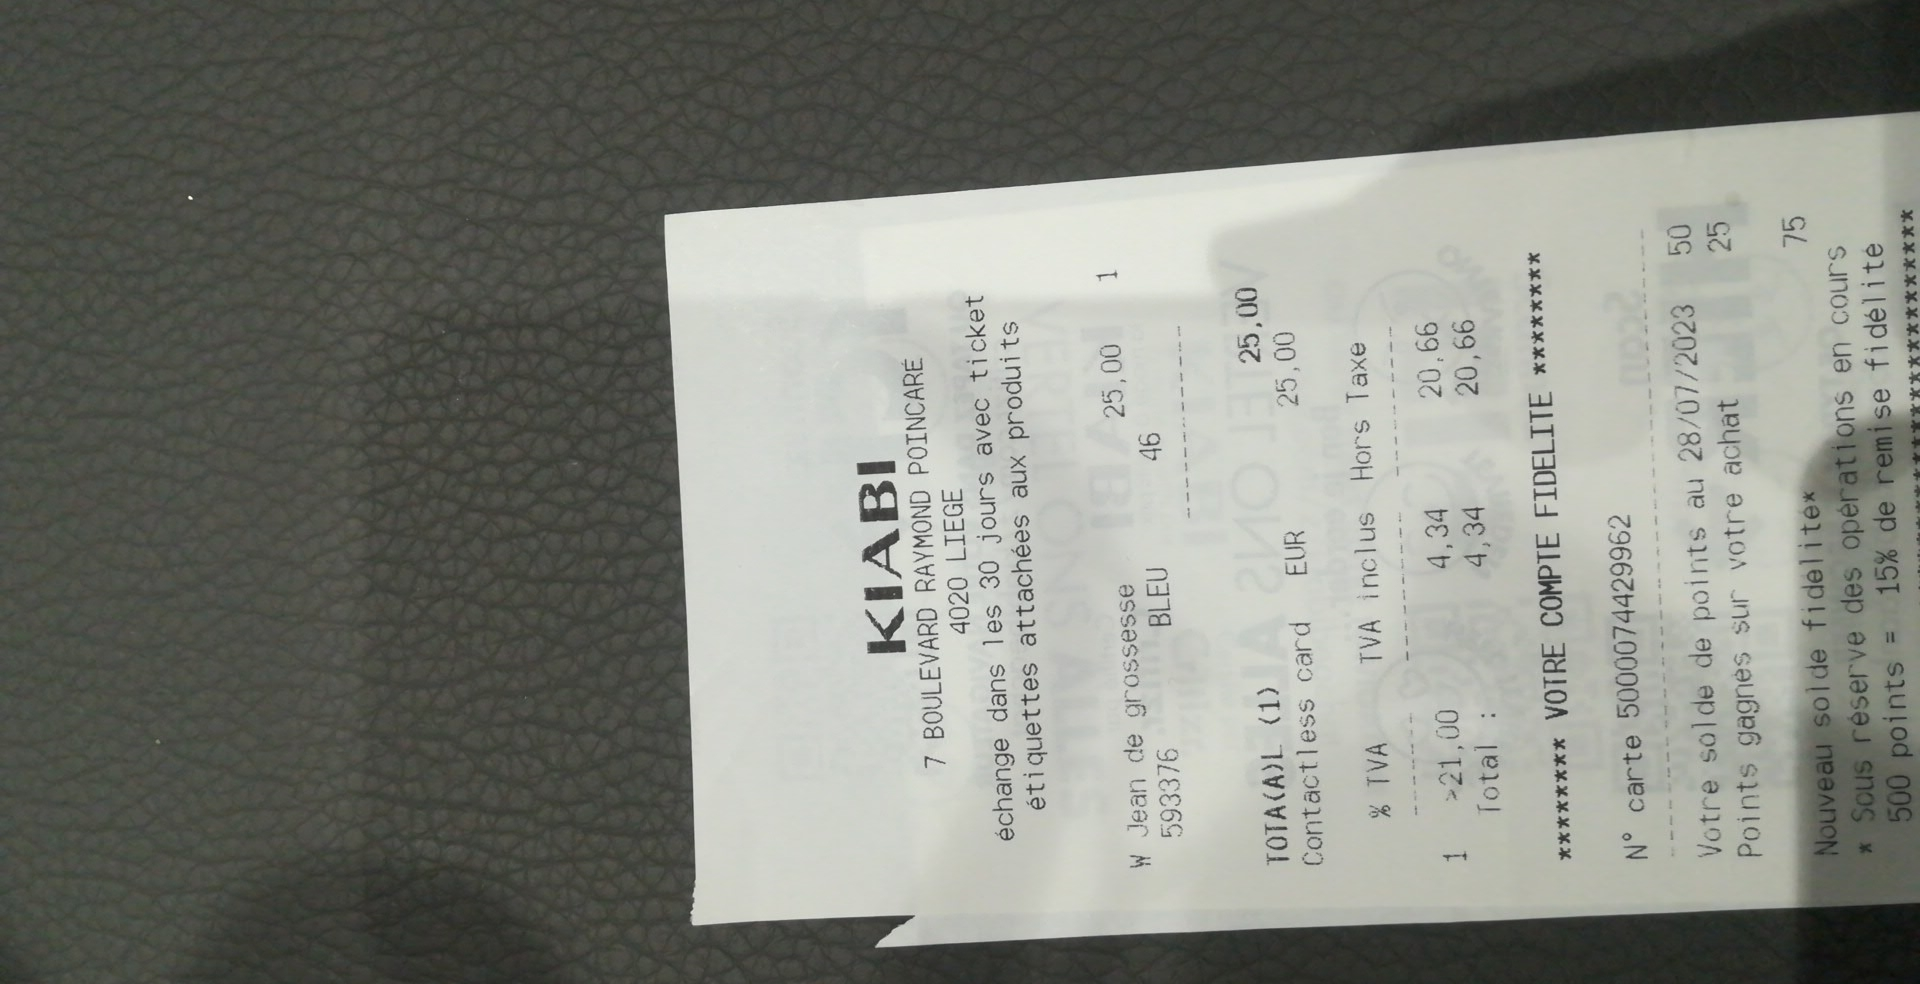 KIABI
7 BOULEVARD RAYMOND POINCARE
4020 LIEGE
échange dans les 30 jours avec ticket
étiquettes attachées aux produits
W Jean de grossesse 25,00 1
593376 BLEU 46
--------------------
TOTA(A)L (1) 25,00
Contactless card EUR 25,00
% TVA TVA inclus Hors Taxe
1 >21,00 4,34 20,66
Total : 4,34 20,66
******** VOTRE COMPTE FIDELITE ********
N° carte 5000074429962
Votre solde de points au 28/07/2023 50
Points gagnés sur votre achat 25
Nouveau solde fidelite* 75
* Sous réserve des opérations en cours
500 points = 15% de remise fidélité